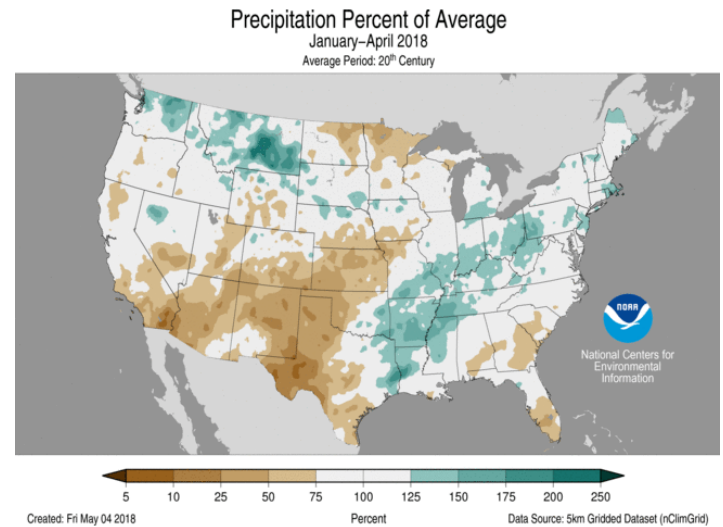 Precipitation Percent of Average
January–April 2018
Average Period: 20th Century
NOAA
National Centers for
Environmental
Information
5 10 25 50 75 100 125 150 175 200 250
Created: Fri May 04 2018 Percent Data Source: 5km Gridded Dataset (nClimGrid)